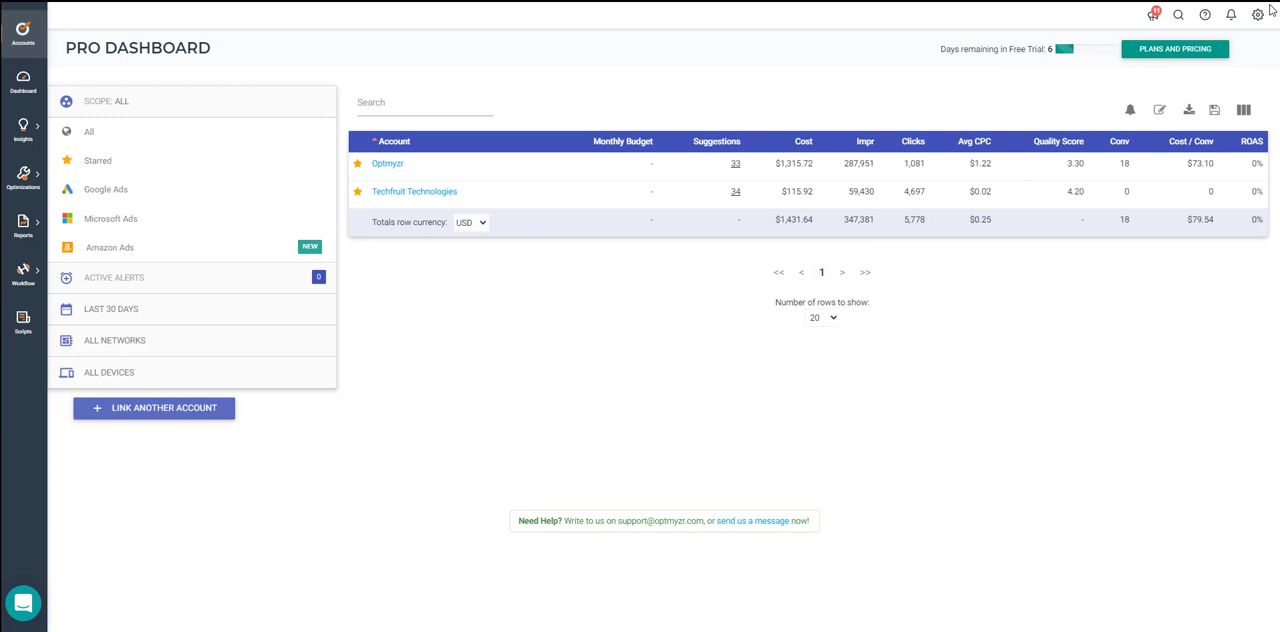 11
Accounts
PRO DASHBOARD
Days remaining in Free Trial: 6
PLANS AND PRICING
Dashboard
Insights
Optimizations
Reports
Workflow
Scripts
SCOPE: ALL
All
Starred
Google Ads
Microsoft Ads
Amazon Ads NEW
ACTIVE ALERTS 0
LAST 30 DAYS
ALL NETWORKS
ALL DEVICES
+ LINK ANOTHER ACCOUNT
Search
Account Monthly Budget Suggestions Cost Impr Clicks Avg CPC Quality Score Conv Cost / Conv ROAS
Optmyzr - 33 $1,315.72 287,951 1,081 $1.22 3.30 18 $73.10 0%
Techfruit Technologies - 34 $115.92 59,430 4,697 $0.02 4.20 0 0 0%
Totals row currency: USD - - $1,431.64 347,381 5,778 $0.25 - 18 $79.54 0%
<< < 1 > >>
Number of rows to show:
20
Need Help? Write to us on support@optmyzr.com, or send us a message now!